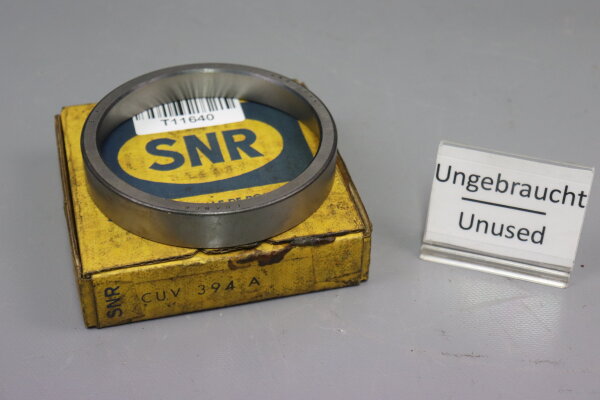 T11640
SNR
SNR
CUV 394 A
Ungebraucht
Unused